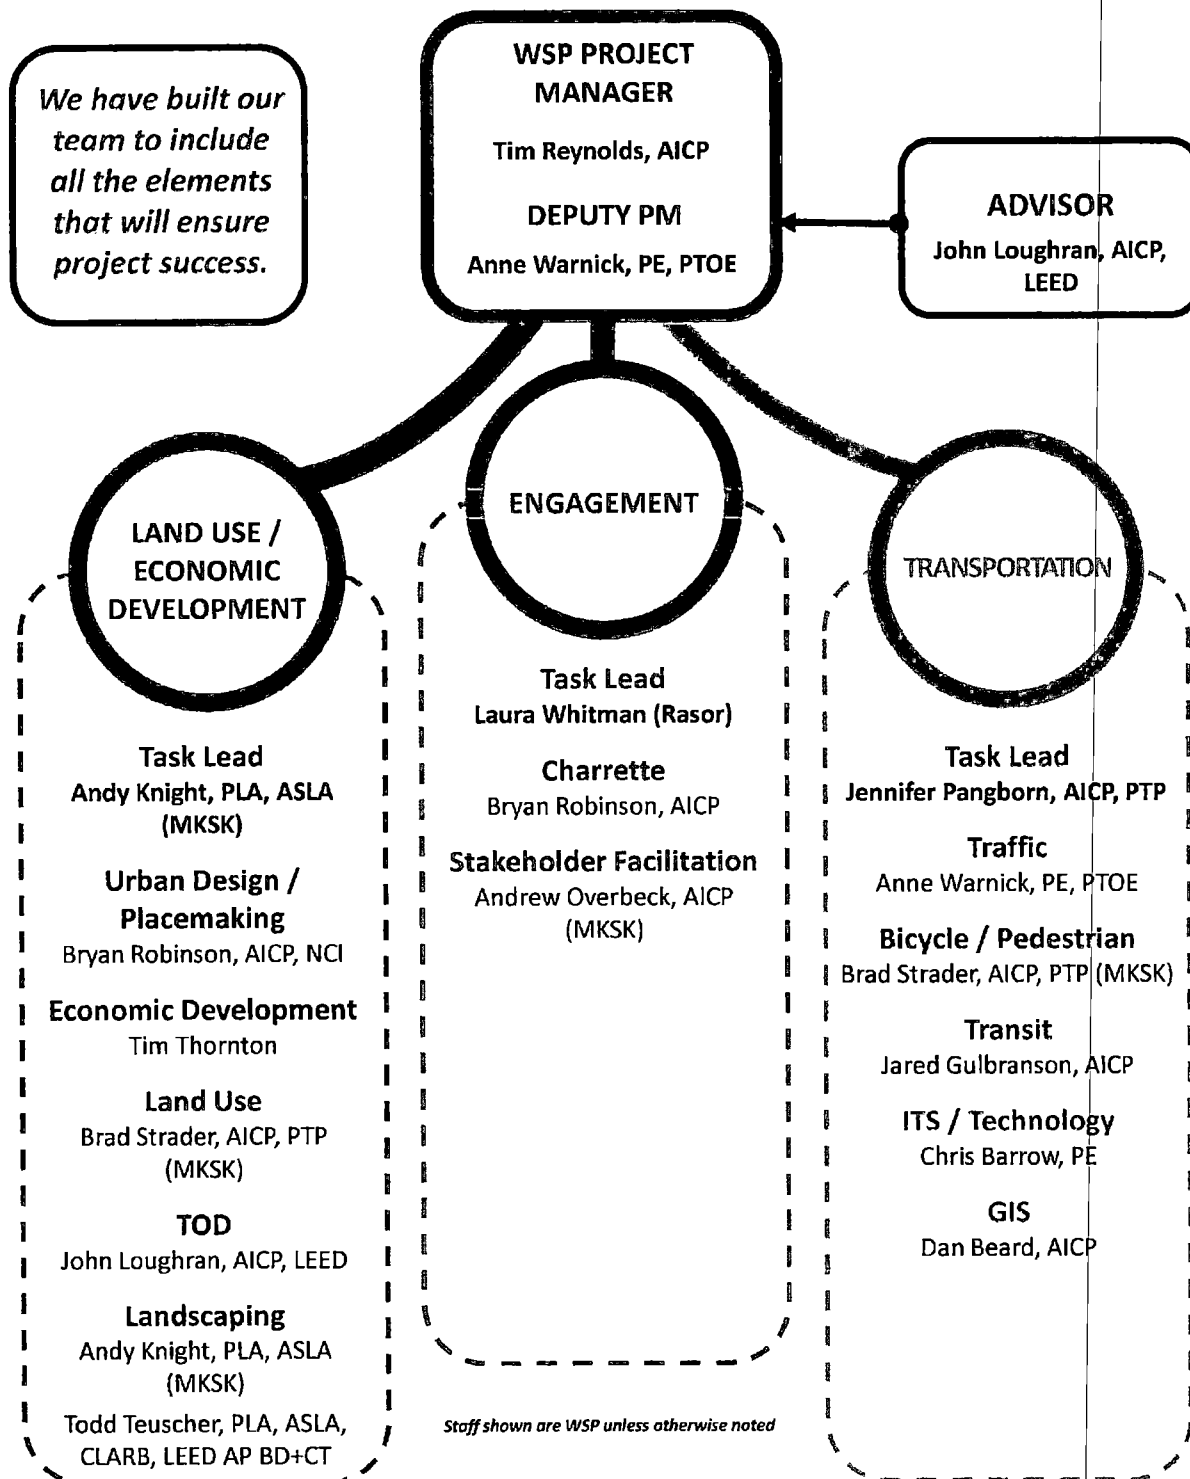 We have built our
team to include
all the elements
that will ensure
project success.
WSP PROJECT
MANAGER
Tim Reynolds, AICP
DEPUTY PM
Anne Warnick, PE, PTOE
ADVISOR
John Loughran, AICP,
LEED
LAND USE /
ECONOMIC
DEVELOPMENT
Task Lead
Andy Knight, PLA, ASLA
(MKSK)
Urban Design /
Placemaking
Bryan Robinson, AICP, NCI
Economic Development
Tim Thornton
Land Use
Brad Strader, AICP, PTP
(MKSK)
TOD
John Loughran, AICP, LEED
Landscaping
Andy Knight, PLA, ASLA
(MKSK)
Todd Teuscher, PLA, ASLA,
CLARB, LEED AP BD+CT
ENGAGEMENT
Task Lead
Laura Whitman (Rasor)
Charrette
Bryan Robinson, AICP
Stakeholder Facilitation
Andrew Overbeck, AICP
(MKSK)
Staff shown are WSP unless otherwise noted
TRANSPORTATION
Task Lead
Jennifer Pangborn, AICP, PTP
Traffic
Anne Warnick, PE, PTOE
Bicycle / Pedestrian
Brad Strader, AICP, PTP (MKSK)
Transit
Jared Gulbranson, AICP
ITS / Technology
Chris Barrow, PE
GIS
Dan Beard, AICP